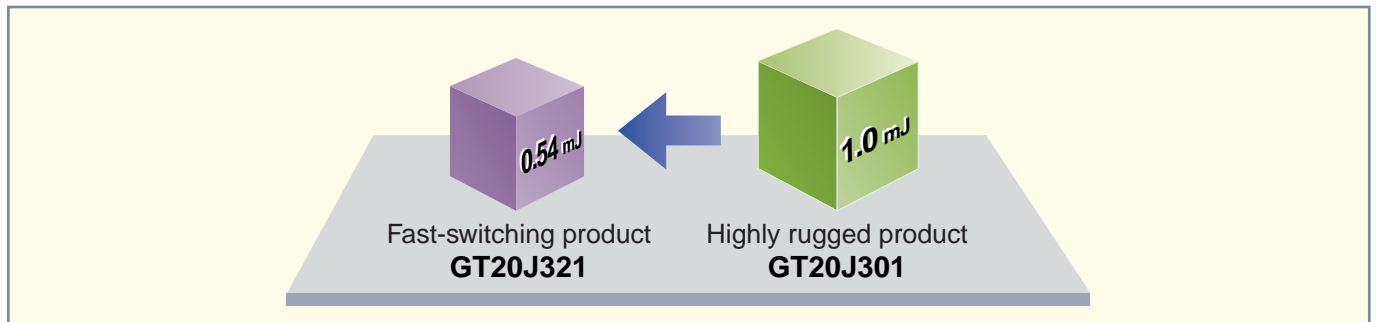 0.54 mJ
1.0 mJ
Fast-switching product
GT20J321
Highly rugged product
GT20J301